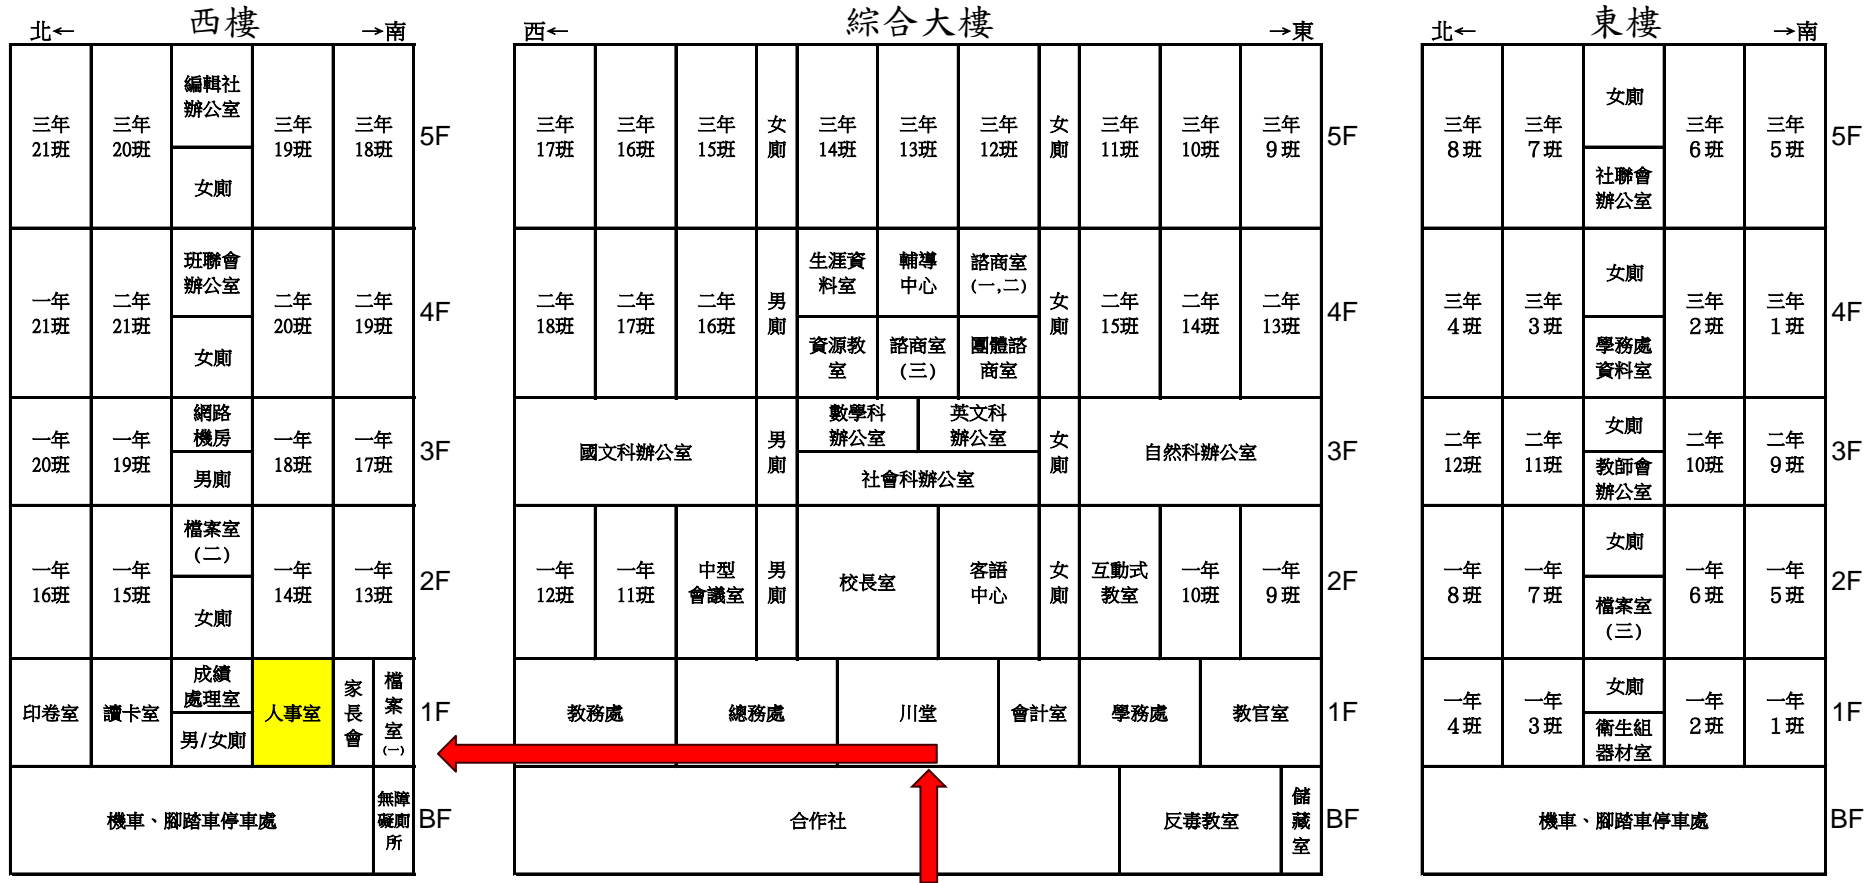 西樓
北←
→南
三年
21班
三年
20班
編輯社
辦公室
女廁
三年
19班
三年
18班
5F
一年
21班
二年
21班
班聯會
辦公室
女廁
二年
20班
二年
19班
4F
一年
20班
一年
19班
網路
機房
男廁
一年
18班
一年
17班
3F
一年
16班
一年
15班
檔案室
(二)
女廁
一年
14班
一年
13班
2F
印卷室
讀卡室
成績
處理室
男/女廁
人事室
家
長
會
檔
案
室
(一)
1F
機車、腳踏車停車處
無障
礙廁
所
BF
綜合大樓
西←
→東
三年
17班
三年
16班
三年
15班
女
廁
三年
14班
三年
13班
三年
12班
女
廁
三年
11班
三年
10班
三年
9班
5F
二年
18班
二年
17班
二年
16班
男
廁
生涯資
料室
輔導
中心
諮商室
(一,二)
資源教
室
諮商室
(三)
團體諮
商室
女
廁
二年
15班
二年
14班
二年
13班
4F
國文科辦公室
男
廁
數學科
辦公室
英文科
辦公室
社會科辦公室
女
廁
自然科辦公室
3F
一年
12班
一年
11班
中型
會議室
男
廁
校長室
客語
中心
女
廁
互動式
教室
一年
10班
一年
9班
2F
教務處
總務處
川堂
會計室
學務處
教官室
1F
合作社
反毒教室
儲
藏
室
BF
東樓
北←
→南
三年
8班
三年
7班
女廁
社聯會
辦公室
三年
6班
三年
5班
5F
三年
4班
三年
3班
女廁
學務處
資料室
三年
2班
三年
1班
4F
二年
12班
二年
11班
女廁
教師會
辦公室
二年
10班
二年
9班
3F
一年
8班
一年
7班
女廁
檔案室
(三)
一年
6班
一年
5班
2F
一年
4班
一年
3班
女廁
衛生組
器材室
一年
2班
一年
1班
1F
機車、腳踏車停車處
BF